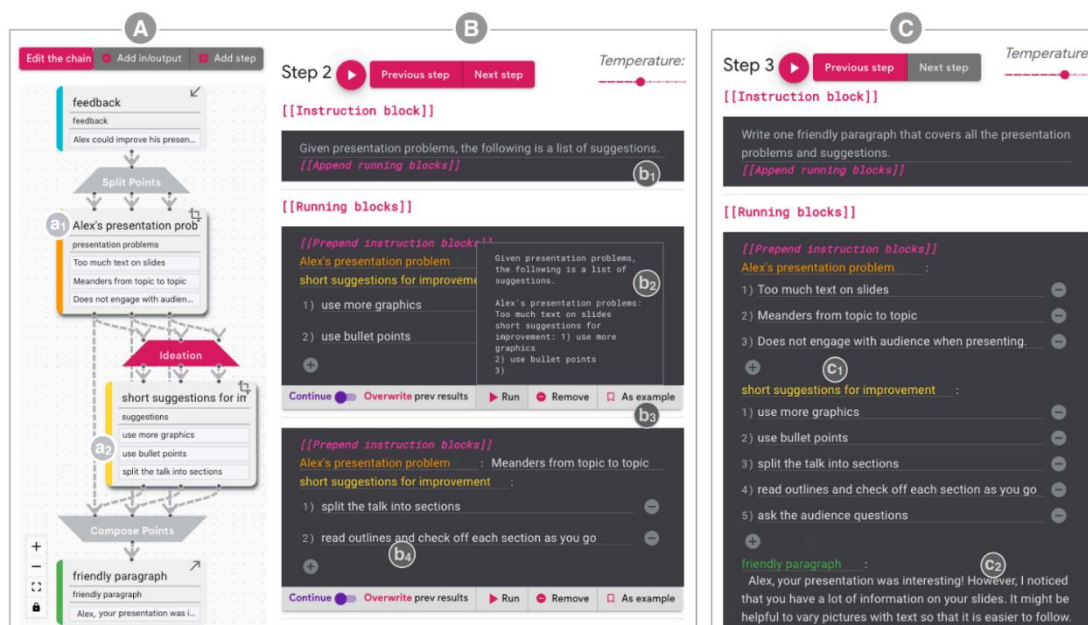 A
Edit the chain
Add in/output
Add step
feedback
feedback
Alex could improve his presen...
Split Points
a1
Alex's presentation prob
presentation problems
Too much text on slides
Meanders from topic to topic
Does not engage with audien...
Ideation
short suggestions for im
suggestions
a2
use more graphics
use bullet points
split the talk into sections
Compose Points
friendly paragraph
friendly paragraph
Alex, your presentation was i...
B
Step 2
Previous step
Next step
Temperature:
[[Instruction block]]
Given presentation problems, the following is a list of suggestions.
[[Append running blocks]]
b1
[[Running blocks]]
[[Prepend instruction blocks]]
Alex's presentation problem
short suggestions for improveme
1) use more graphics
2) use bullet points
Given presentation problems,
the following is a list of
suggestions.
b2
Alex's presentation problems:
Too much text on slides
short suggestions for
improvement: 1) use more
graphics
2) use bullet points
3)
Continue Overwrite prev results Run Remove As example
b3
[[Prepend instruction blocks]]
Alex's presentation problem : Meanders from topic to topic
short suggestions for improvement :
1) split the talk into sections
2) read outlines and check off each section as you go
b4
Continue Overwrite prev results Run Remove As example
C
Step 3
Previous step
Next step
Temperature
[[Instruction block]]
Write one friendly paragraph that covers all the presentation
problems and suggestions.
[[Append running blocks]]
[[Running blocks]]
[[Prepend instruction blocks]]
Alex's presentation problem :
1) Too much text on slides
2) Meanders from topic to topic
3) Does not engage with audience when presenting.
c1
short suggestions for improvement :
1) use more graphics
2) use bullet points
3) split the talk into sections
4) read outlines and check off each section as you go
5) ask the audience questions
friendly paragraph :
c2
Alex, your presentation was interesting! However, I noticed
that you have a lot of information on your slides. It might be
helpful to vary pictures with text so that it is easier to follow.